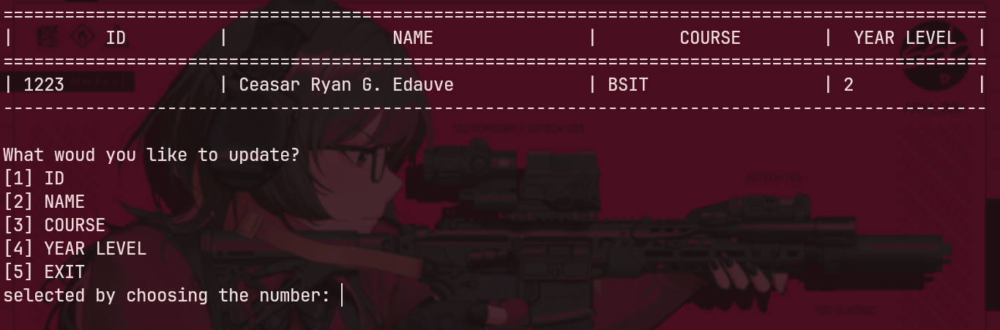 ================================================================================================
|         ID         |                NAME               |        COURSE        |  YEAR LEVEL  |
================================================================================================
| 1223               | Ceasar Ryan G. Edauve             | BSIT                 | 2            |
------------------------------------------------------------------------------------------------
What woud you like to update?
[1] ID
[2] NAME
[3] COURSE
[4] YEAR LEVEL
[5] EXIT
selected by choosing the number: